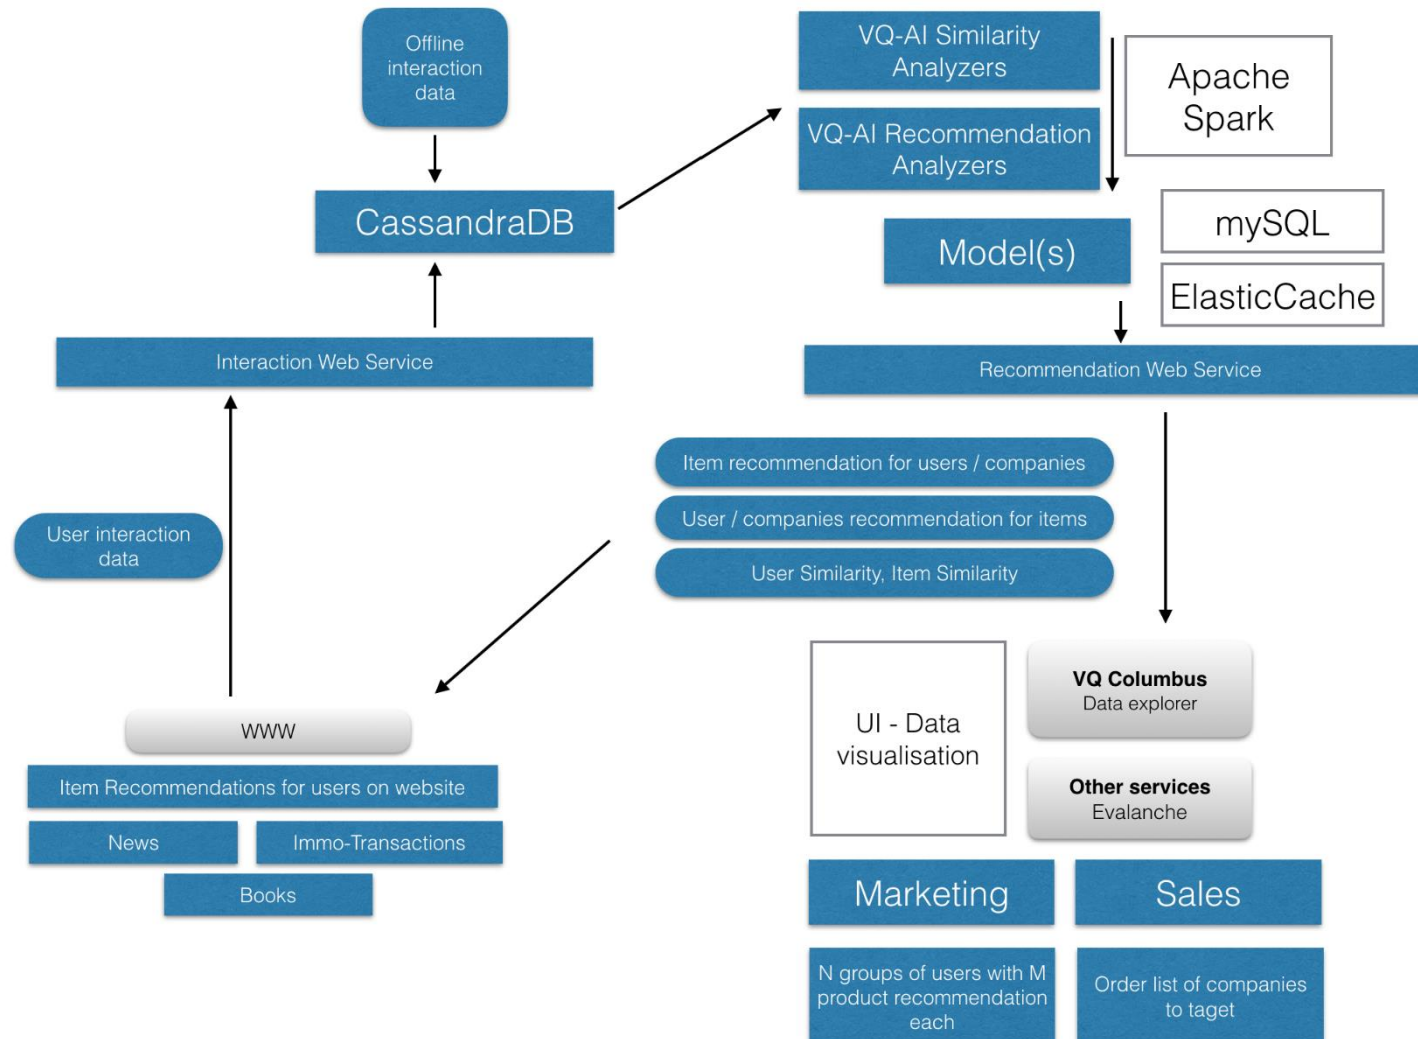 Offline
interaction
data
VQ-AI Similarity
Analyzers
Apache
Spark
VQ-AI Recommendation
Analyzers
CassandraDB
mySQL
Model(s)
ElasticCache
Interaction Web Service
Recommendation Web Service
Item recommendation for users / companies
User / companies recommendation for items
User interaction
data
User Similarity, Item Similarity
VQ Columbus
Data explorer
UI - Data
visualisation
WWW
Item Recommendations for users on website
Other services
Evalanche
News
Immo-Transactions
Books
Marketing
Sales
N groups of users with M
product recommendation
each
Order list of companies
to taget